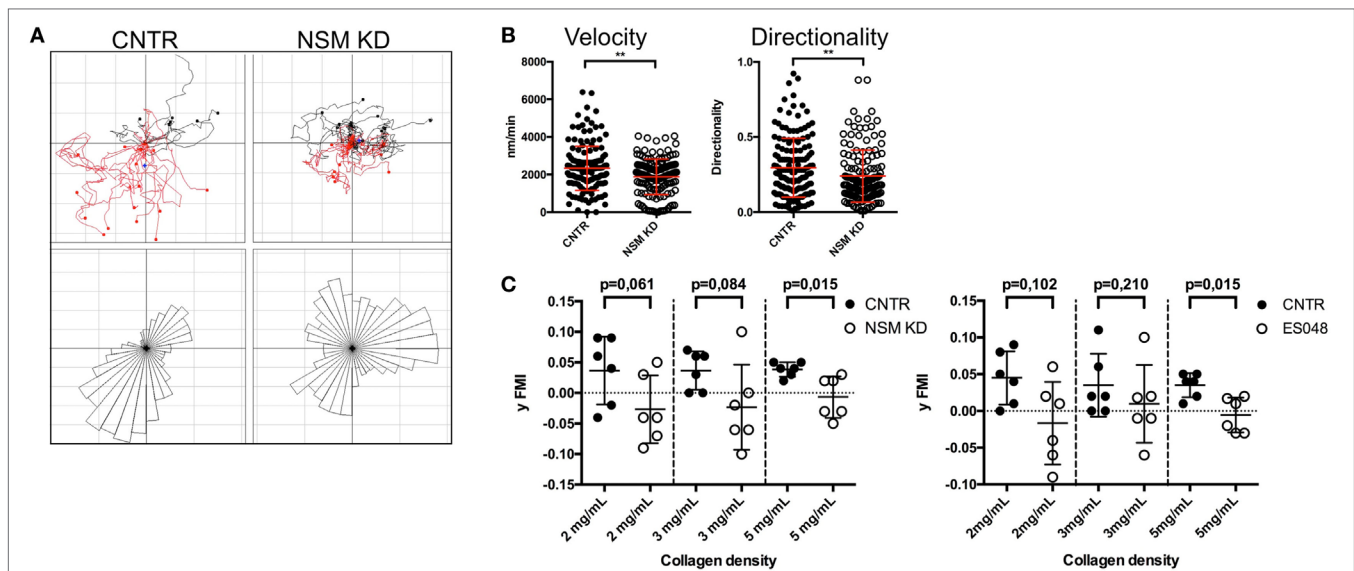 A
CNTR
NSM KD
B
Velocity
**
8000
6000
4000
2000
0
nm/min
CNTR
NSM KD
Directionality
**
1.0
0.5
0.0
Directionality
CNTR
NSM KD
C
p=0,061
p=0,084
p=0,015
CNTR
NSM KD
0.15
0.10
0.05
0.00
-0.05
-0.10
-0.15
y FMI
2 mg/mL
2 mg/mL
3 mg/mL
3 mg/mL
5 mg/mL
5 mg/mL
Collagen density
p=0,102
p=0,210
p=0,015
CNTR
ES048
0.15
0.10
0.05
0.00
-0.05
-0.10
y FMI
2mg/mL
2mg/mL
3mg/mL
3mg/mL
5mg/mL
5mg/mL
Collagen density